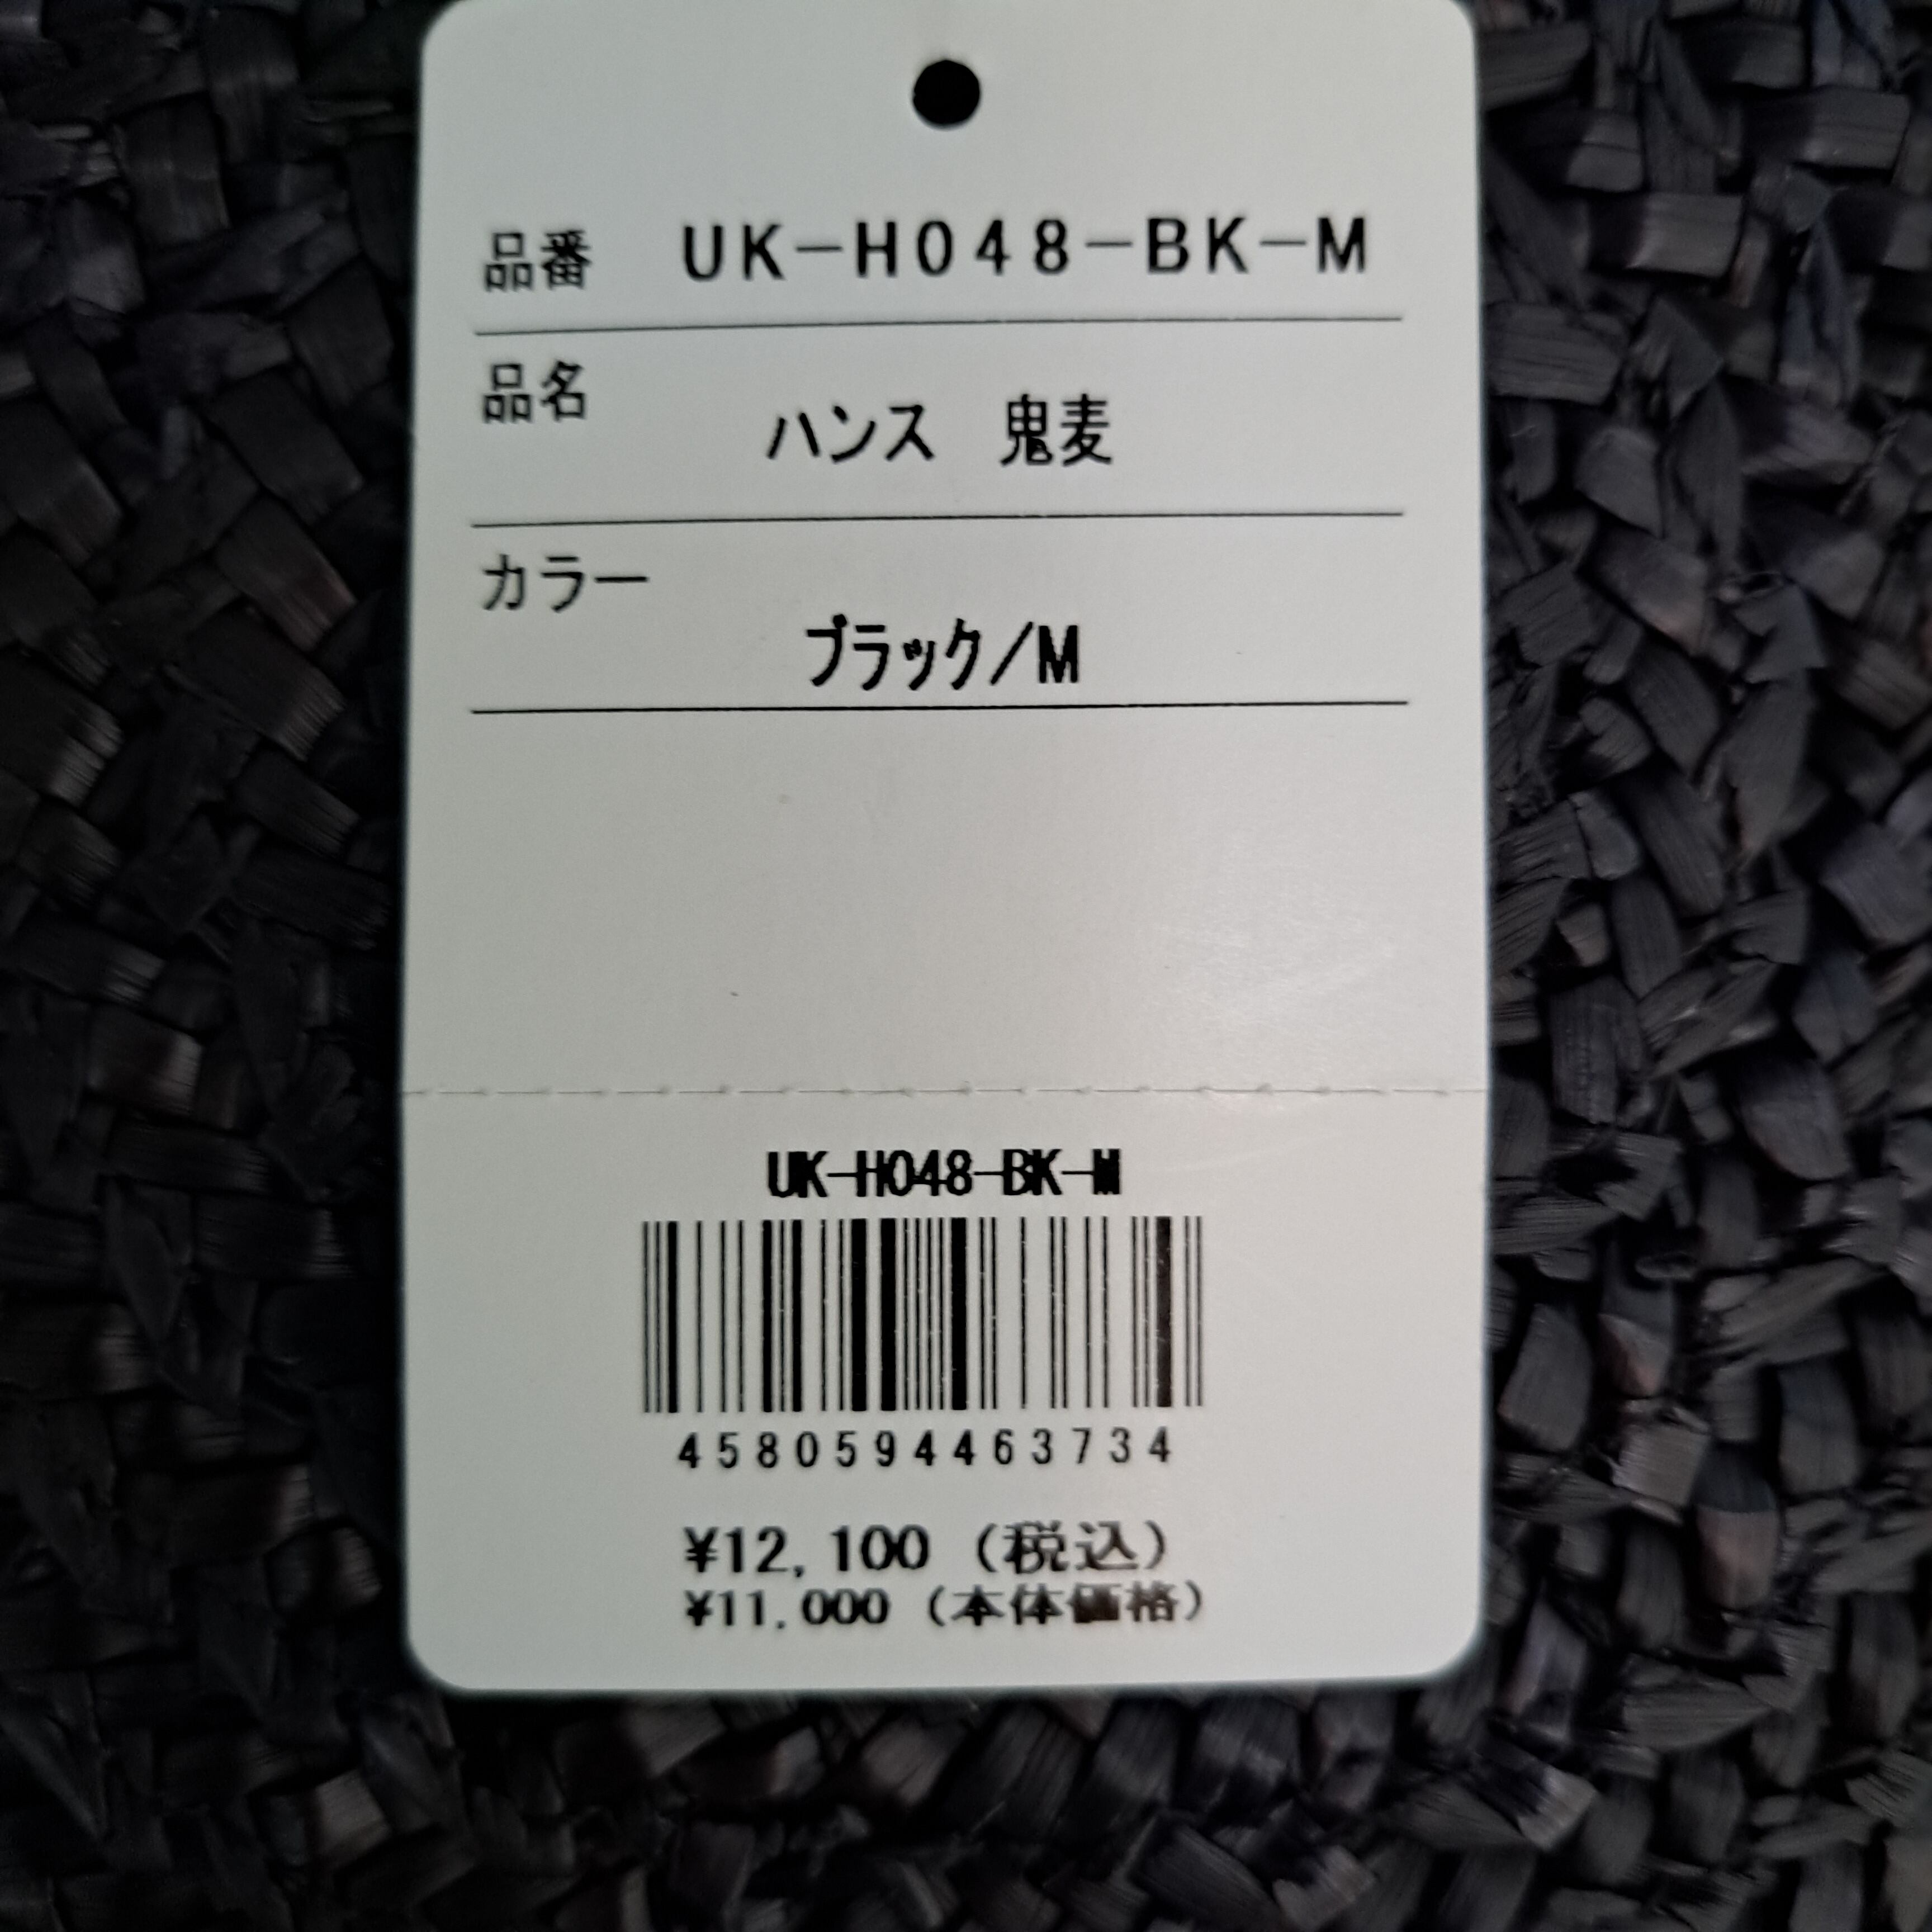 品番 UK-H048-BK-M
品名
ハンス 鬼麦
カラー
ブラック/M
UK-H048-BK-M
4580594463734
¥12,100 (税込)
¥11,000 (本体価格)